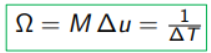 Ω = M Δu = 1/ΔT